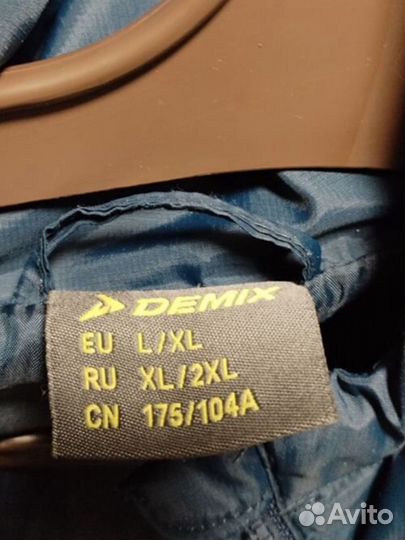 DEMIX
EU L/XL
RU XL/2XL
CN 175/104A
Avito